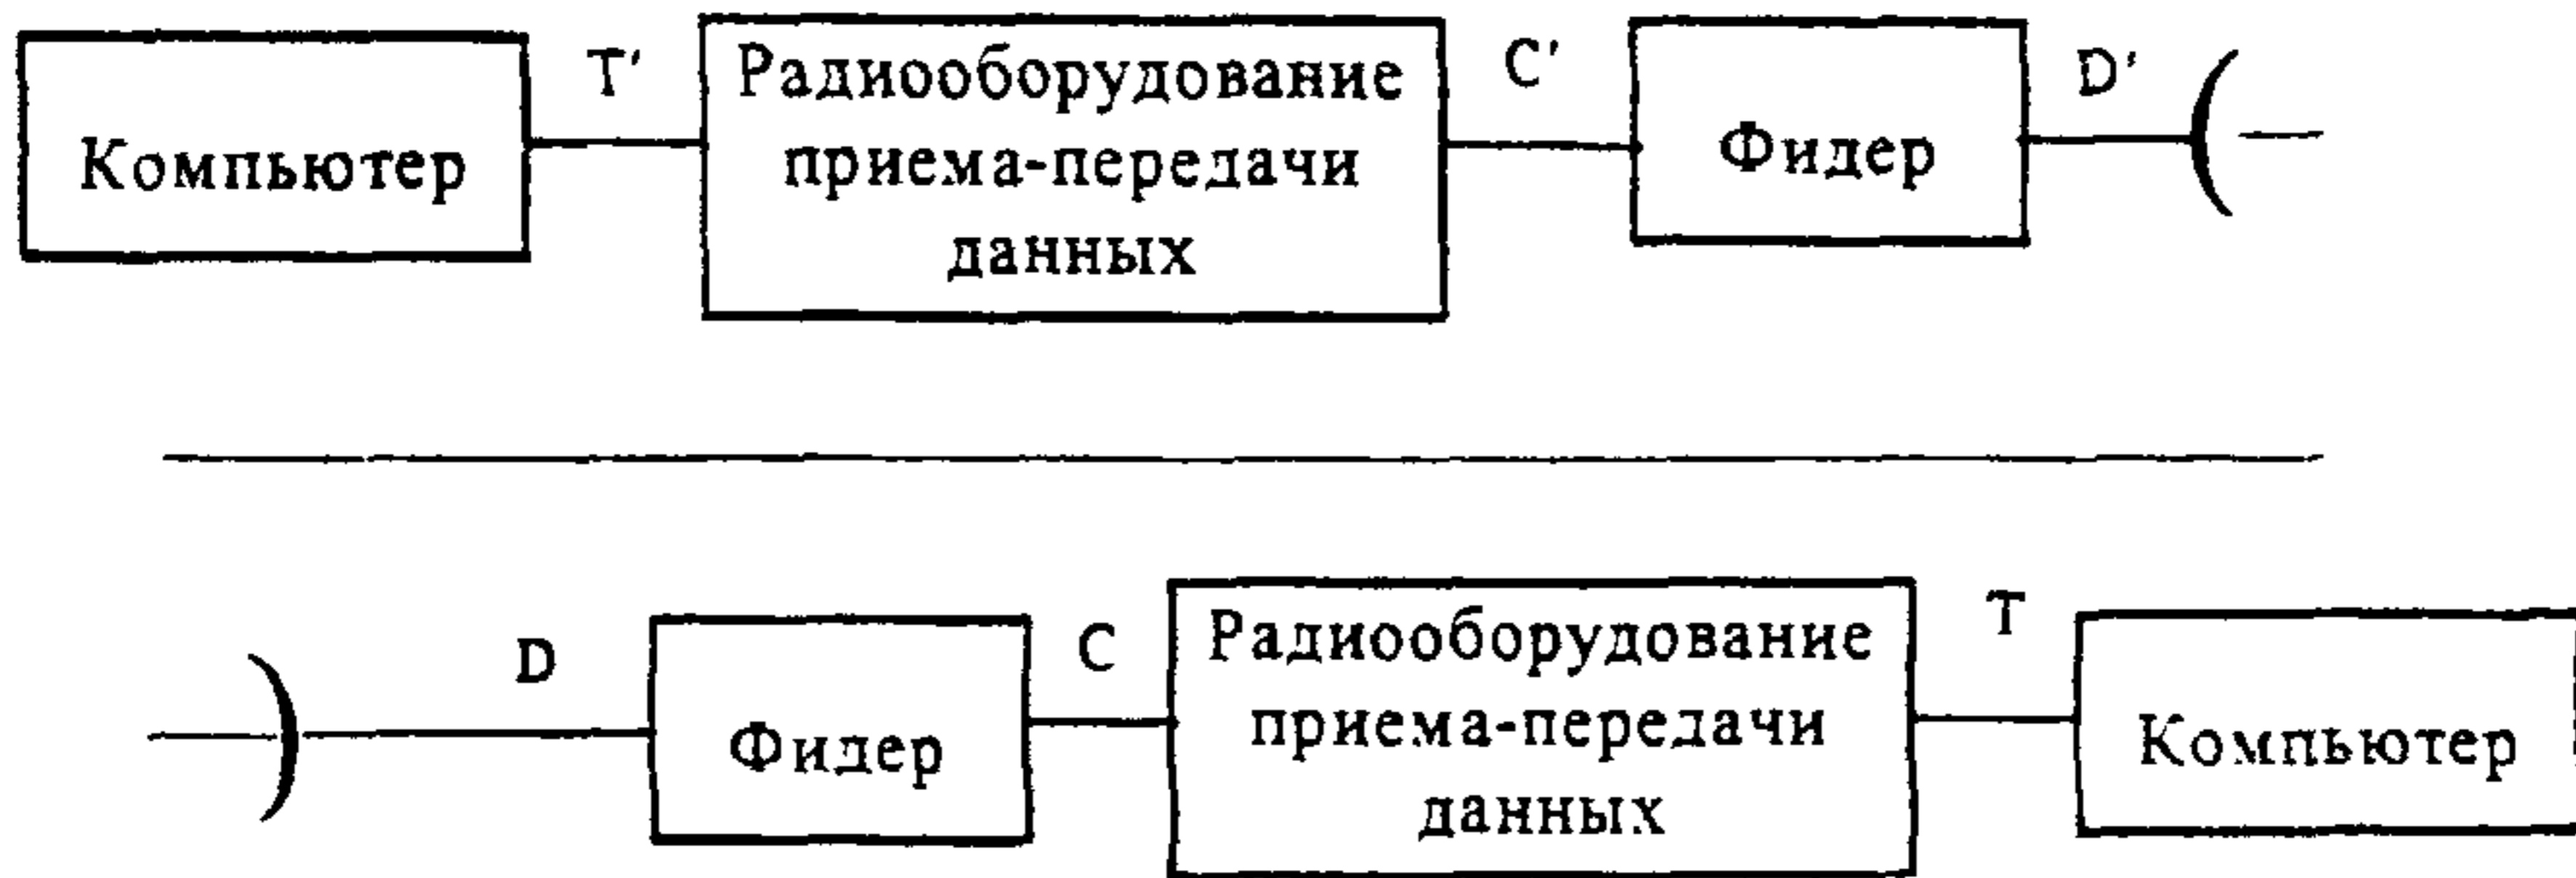 Компьютер
T'
Радиооборудование
приема-передачи
данных
C'
Фидер
D'
D
Фидер
C
Радиооборудование
приема-передачи
данных
T
Компьютер